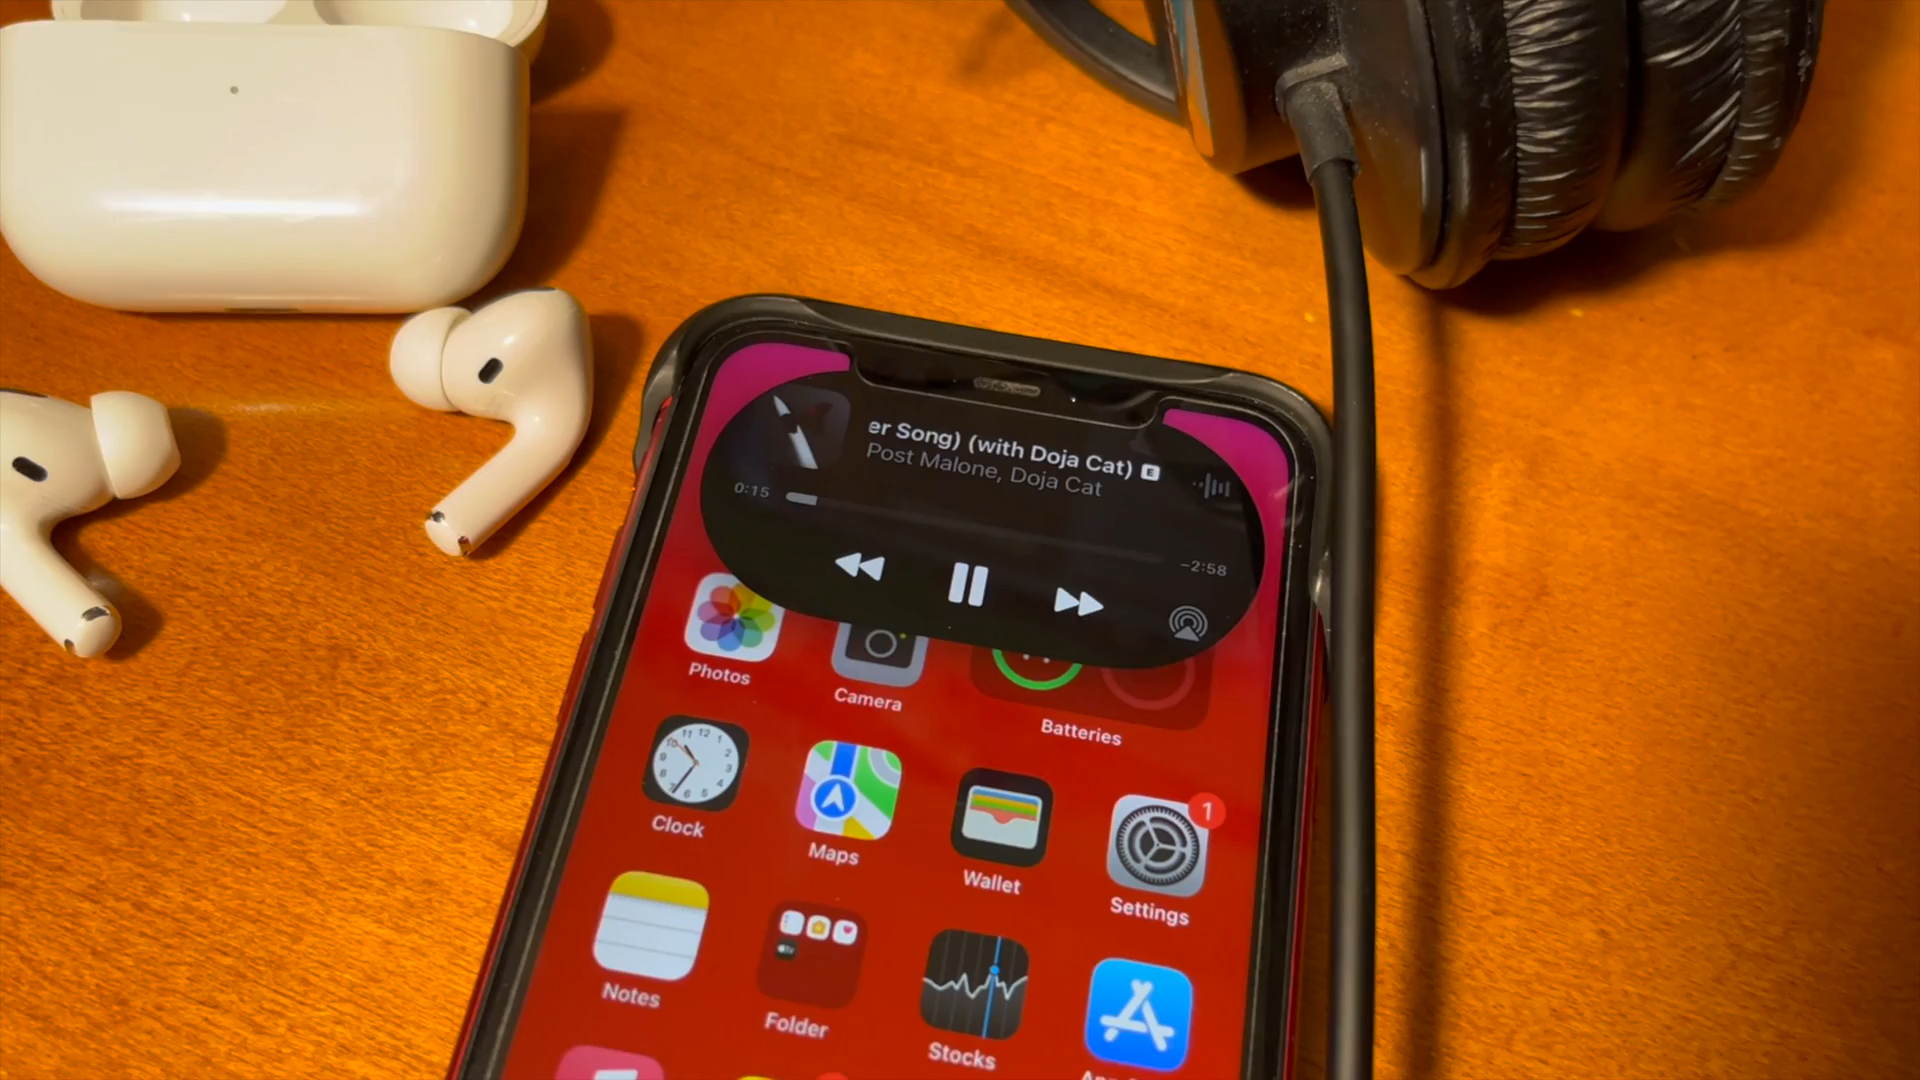 er Song) (with Doja Cat) E
Post Malone, Doja Cat
0:15
-2:58
Photos
Camera
Batteries
Clock
Maps
Wallet
1
Settings
Notes
Folder
Stocks